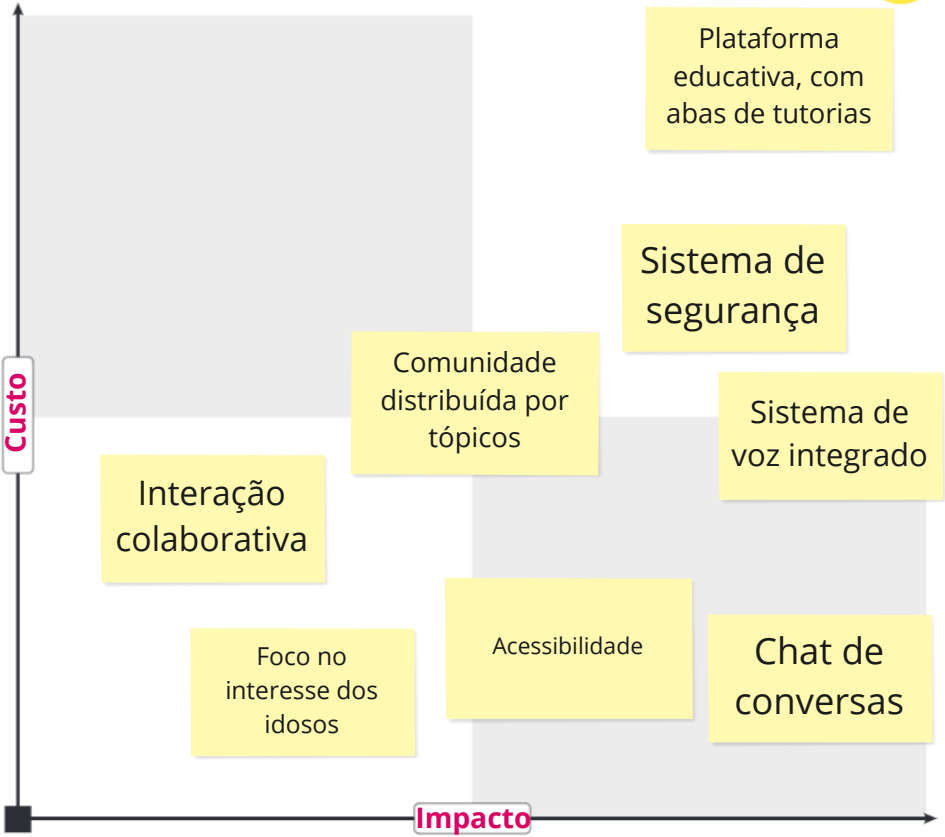 Plataforma
educativa, com
abas de tutorias
Sistema de
segurança
Comunidade
distribuída por
tópicos
Sistema de
voz integrado
Custo
Interação
colaborativa
Acessibilidade
Foco no
interesse dos
idosos
Chat de
conversas
Impacto